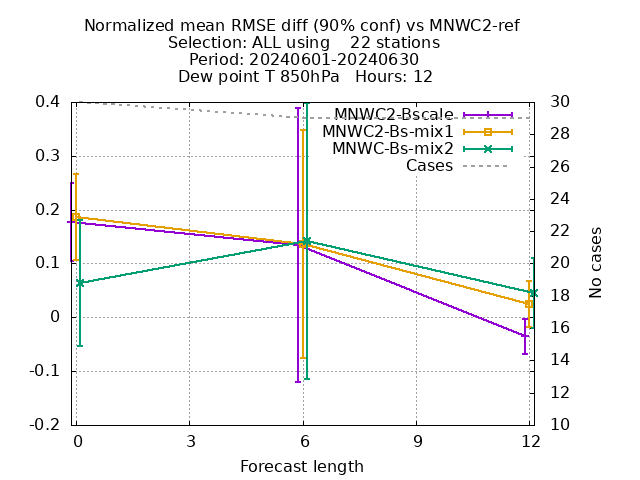 Normalized mean RMSE diff (90% conf) vs MNWC2-ref
Selection: ALL using    22 stations
Period: 20240601-20240630
Dew point T 850hPa   Hours: 12
MNWC2-Bscale
MNWC2-Bs-mix1
MNWC-Bs-mix2
Cases
0.4
0.3
0.2
0.1
0
-0.1
-0.2
30
28
26
24
22
20
18
16
14
12
10
No cases
0 3 6 9 12
Forecast length